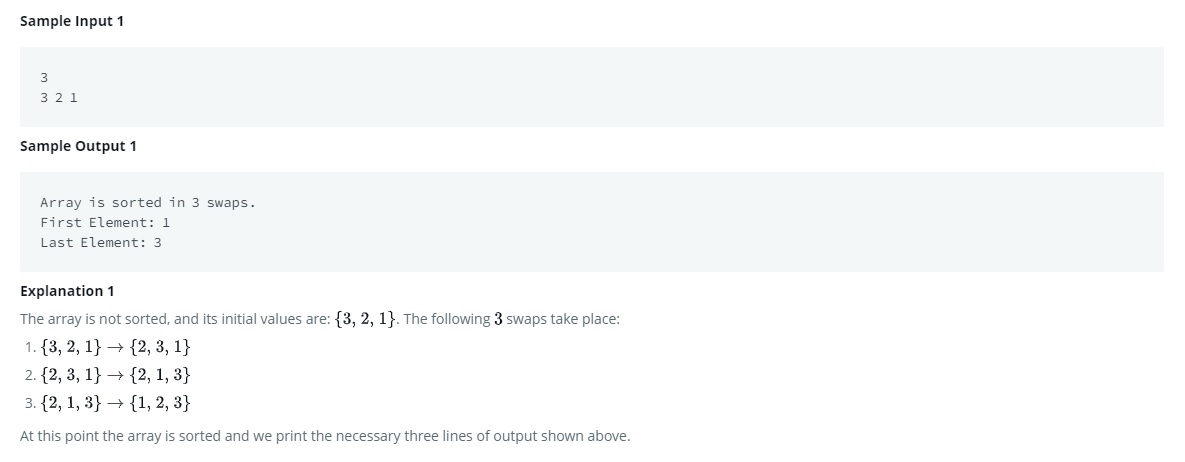 Sample Input 1
3
3 2 1
Sample Output 1
Array is sorted in 3 swaps.
First Element: 1
Last Element: 3
Explanation 1
The array is not sorted, and its initial values are: {3, 2, 1}. The following 3 swaps take place:
1. {3, 2, 1} → {2, 3, 1}
2. {2, 3, 1} → {2, 1, 3}
3. {2, 1, 3} → {1, 2, 3}
At this point the array is sorted and we print the necessary three lines of output shown above.